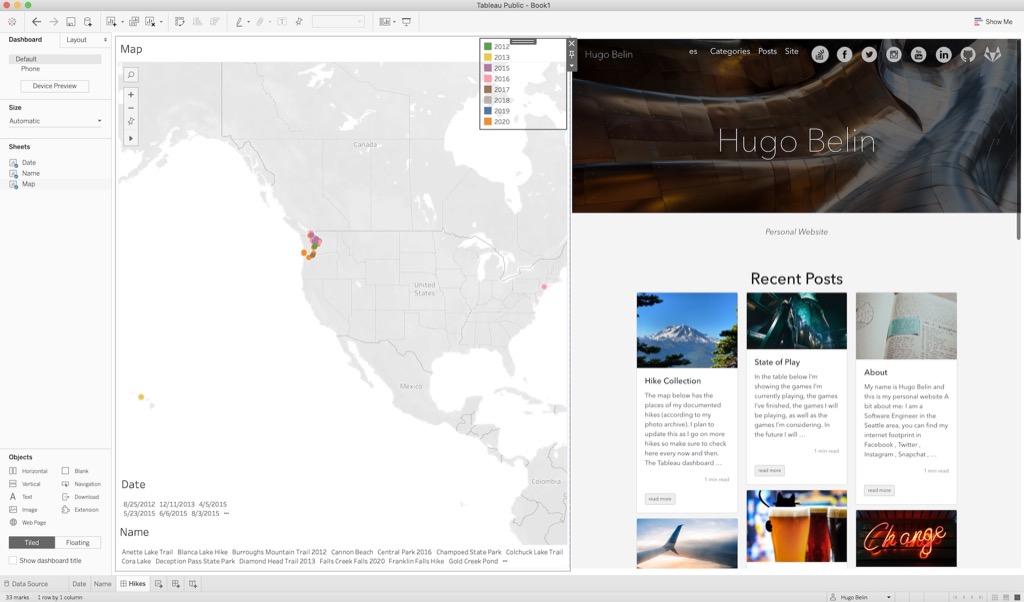 Tableau Public - Book1
Show Me
Dashboard
Layout
Default
Phone
Device Preview
Size
Automatic
Sheets
Date
Name
Map
Objects
Horizontal
Blank
Vertical
Navigation
Text
Download
Image
Extension
Web Page
Tiled
Floating
Show dashboard title
Map
2012
2013
2015
2016
2017
2018
2019
2020
Canada
United
States
Mexico
Colombia
Date
8/25/2012 12/11/2013 4/5/2015
5/23/2015 6/6/2015 8/3/2015
Name
Anette Lake Trail Blanca Lake Hike Burroughs Mountain Trail 2012 Cannon Beach Central Park 2016 Champoed State Park Colchuck Lake Trail
Cora Lake Deception Pass State Park Diamond Head Trail 2013 Falls Creek Falls 2020 Franklin Falls Hike Gold Creek Pond
Hugo Belin
es Categories Posts Site
Hugo Belin
Personal Website
Recent Posts
Hike Collection
The map below has the
places of my documented
hikes (according to my
photo archive). I plan to
update this as I go on more
hikes so make sure to check
here every now and then.
The Tableau dashboard …
1 min read
read more
State of Play
In the table below I'm
showing the games I'm
currently playing, the games
I've finished, the games I will
be playing, as well as the
games I'm considering. In
the future I will …
1 min read
read more
About
My name is Hugo Belin and
this is my personal website A
bit about me: I am a
Software Engineer in the
Seattle area, you can find my
internet footprint in
Facebook , Twitter ,
Instagram , Snapchat , …
1 min read
read more
Change
Data Source
Date
Name
Hikes
33 marks 1 row by 1 column
Hugo Belin